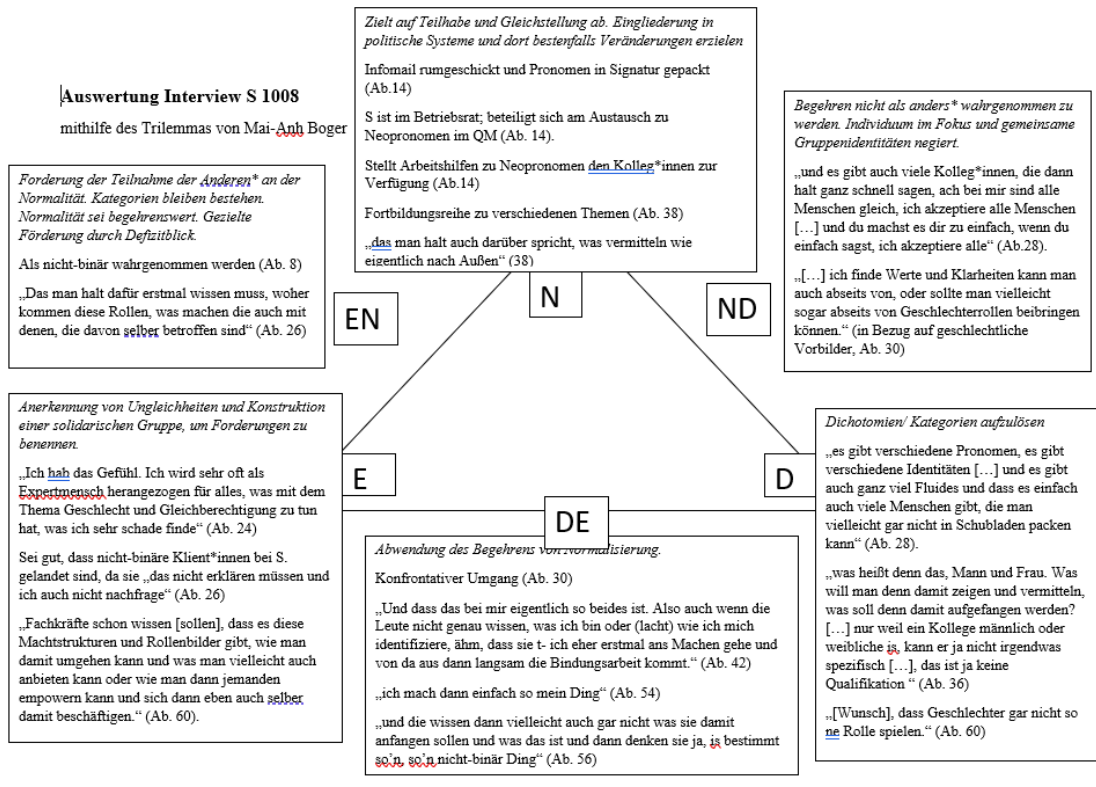 Zielt auf Teilhabe und Gleichstellung ab. Eingliederung in
politische Systeme und dort bestenfalls Veränderungen erzielen
Infomail rumgeschickt und Pronomen in Signatur gepackt
(Ab.14)
S ist im Betriebsrat; beteiligt sich am Austausch zu
Neopronomen im QM (Ab. 14).
Stellt Arbeitshilfen zu Neopronomen den Kolleg*innen zur
Verfügung (Ab.14)
Fortbildungsreihe zu verschiedenen Themen (Ab. 38)
„das man halt auch darüber spricht, was vermitteln wie
eigentlich nach Außen“ (38)
Auswertung Interview S 1008
mithilfe des Trilemmas von Mai-Anh Boger
Forderung der Teilnahme der Anderen* an der
Normalität. Kategorien bleiben bestehen.
Normalität sei begehrenswert. Gezielte
Förderung durch Defizitblick.
Als nicht-binär wahrgenommen werden (Ab. 8)
„Das man halt dafür erstmal wissen muss, woher
kommen diese Rollen, was machen die auch mit
denen, die davon selber betroffen sind“ (Ab. 26)
EN
N
ND
Begehren nicht als anders* wahrgenommen zu
werden. Individuum im Fokus und gemeinsame
Gruppenidentitäten negiert.
„und es gibt auch viele Kolleg*innen, die dann
halt ganz schnell sagen, ach bei mir sind alle
Menschen gleich, ich akzeptiere alle Menschen
[…] und du machst es dir zu einfach, wenn du
einfach sagst, ich akzeptiere alle“ (Ab.28).
„[…] ich finde Werte und Klarheiten kann man
auch abseits von, oder sollte man vielleicht
sogar abseits von Geschlechterrollen beibringen
können.“ (in Bezug auf geschlechtliche
Vorbilder, Ab. 30)
Anerkennung von Ungleichheiten und Konstruktion
einer solidarischen Gruppe, um Forderungen zu
benennen.
„Ich hab das Gefühl. Ich wird sehr oft als
Expertmensch herangezogen für alles, was mit dem
Thema Geschlecht und Gleichberechtigung zu tun
hat, was ich sehr schade finde“ (Ab. 24)
Sei gut, dass nicht-binäre Klient*innen bei S.
gelandet sind, da sie „das nicht erklären müssen und
ich auch nicht nachfrage“ (Ab. 26)
„Fachkräfte schon wissen [sollen], dass es diese
Machtstrukturen und Rollenbilder gibt, wie man
damit umgehen kann und was man vielleicht auch
anbieten kann oder wie man dann jemanden
empowern kann und sich dann eben auch selber
damit beschäftigen.“ (Ab. 60).
E
D
DE
Abwendung des Begehrens von Normalisierung.
Konfrontativer Umgang (Ab. 30)
„Und dass das bei mir eigentlich so beides ist. Also auch wenn die
Leute nicht genau wissen, was ich bin oder (lacht) wie ich mich
identifiziere, ähm, dass sie t- ich eher erstmal ans Machen gehe und
von da aus dann langsam die Bindungsarbeit kommt.“ (Ab. 42)
„ich mach dann einfach so mein Ding“ (Ab. 54)
„und die wissen dann vielleicht auch gar nicht was sie damit
anfangen sollen und was das ist und dann denken sie ja, is bestimmt
so’n, so’n nicht-binär Ding“ (Ab. 56)
Dichotomien/ Kategorien aufzulösen
„es gibt verschiedene Pronomen, es gibt
verschiedene Identitäten […] und es gibt
auch ganz viel Fluides und dass es einfach
auch viele Menschen gibt, die man
vielleicht gar nicht in Schubladen packen
kann“ (Ab. 28).
„was heißt denn das, Mann und Frau. Was
will man denn damit zeigen und vermitteln,
was soll denn damit aufgefangen werden?
[…] nur weil ein Kollege männlich oder
weibliche is, kann er ja nicht irgendwas
spezifisch […], das ist ja keine
Qualifikation “ (Ab. 36)
„[Wunsch], dass Geschlechter gar nicht so
ne Rolle spielen.“ (Ab. 60)